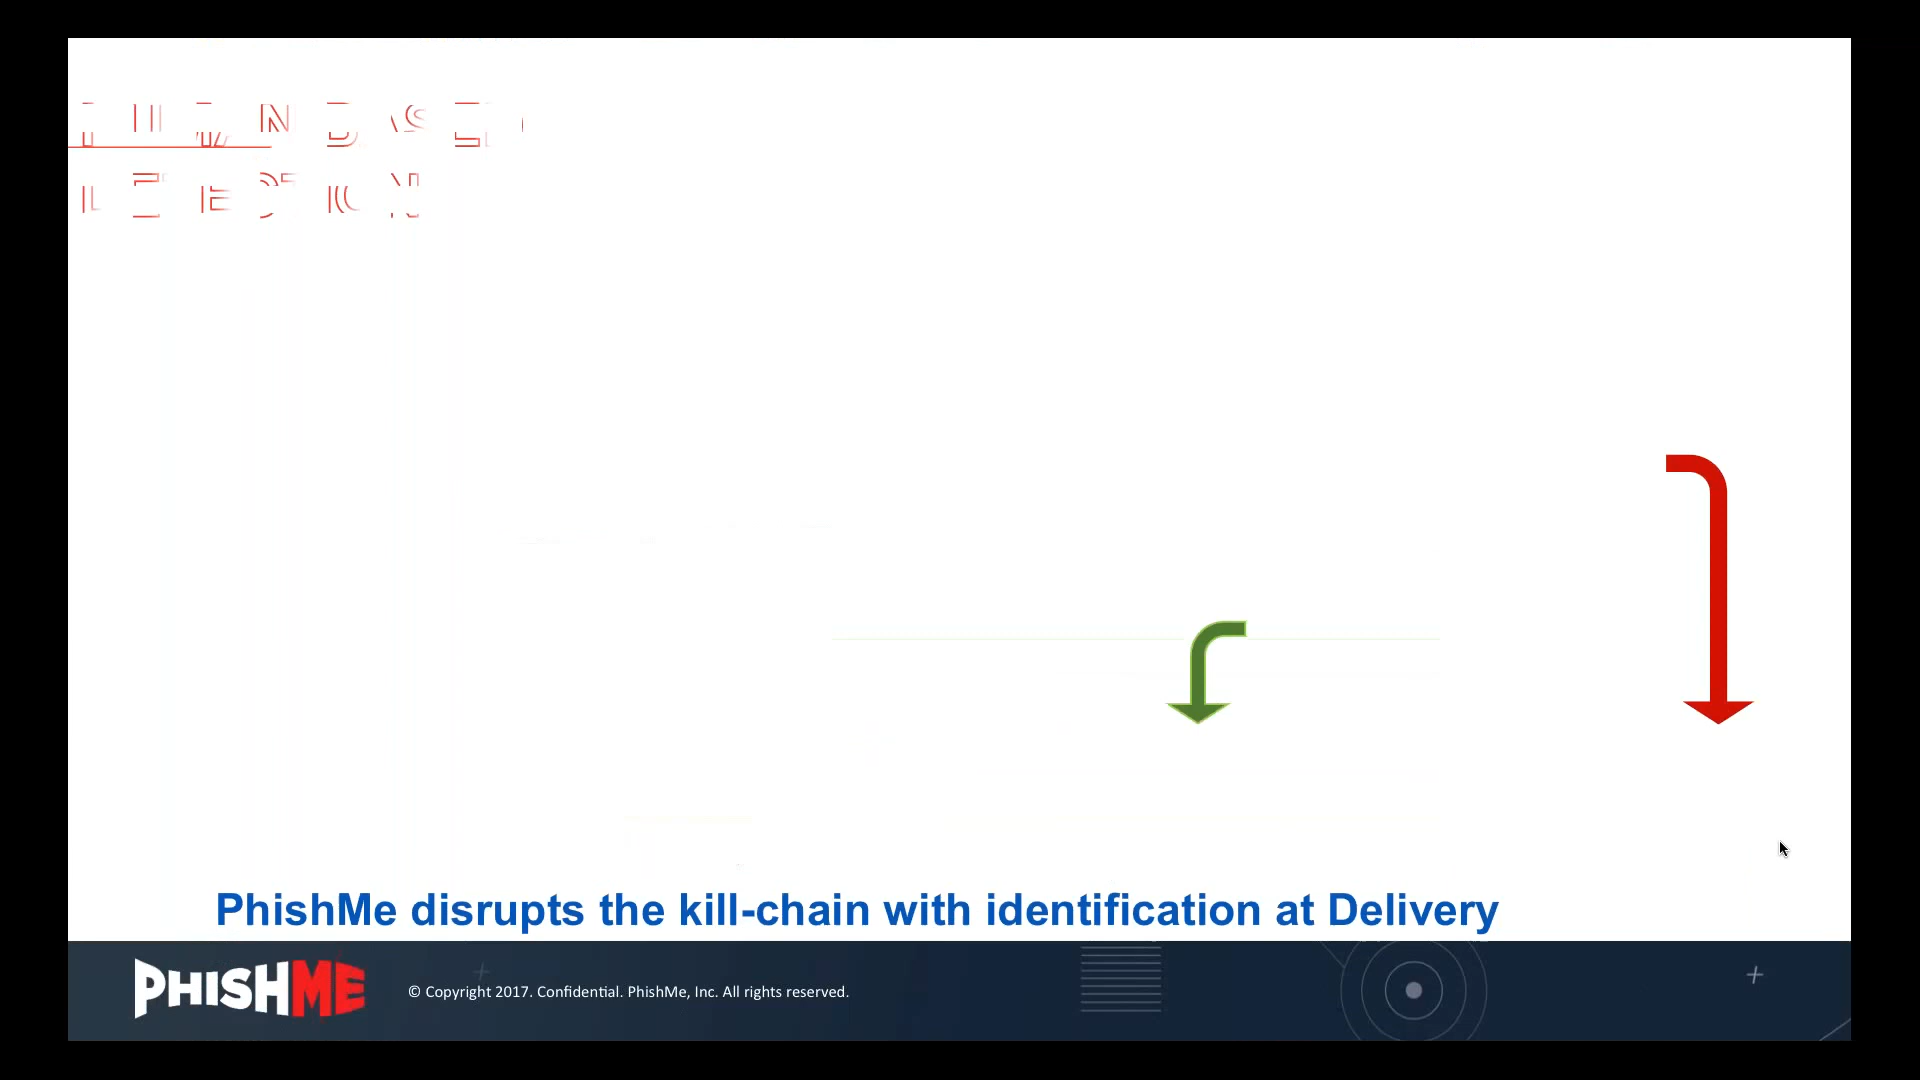 PhishMe disrupts the kill-chain with identification at Delivery
PHISHME
© Copyright 2017. Confidential. PhishMe, Inc. All rights reserved.